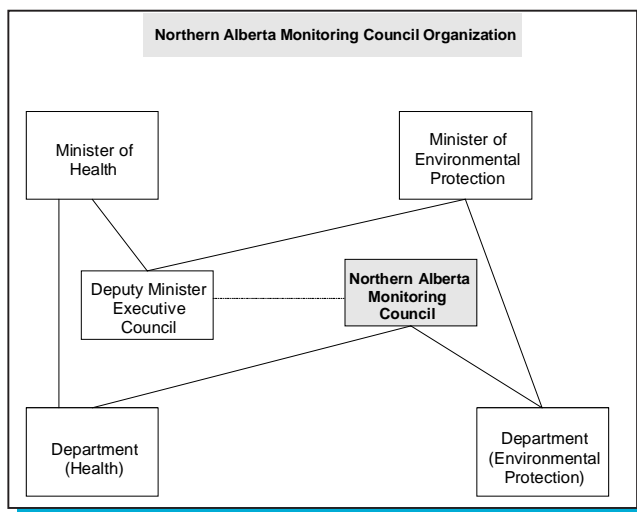 Northern Alberta Monitoring Council Organization
Minister of
Health
Minister of
Environmental
Protection
Deputy Minister
Executive
Council
Northern Alberta
Monitoring
Council
Department
(Health)
Department
(Environmental
Protection)